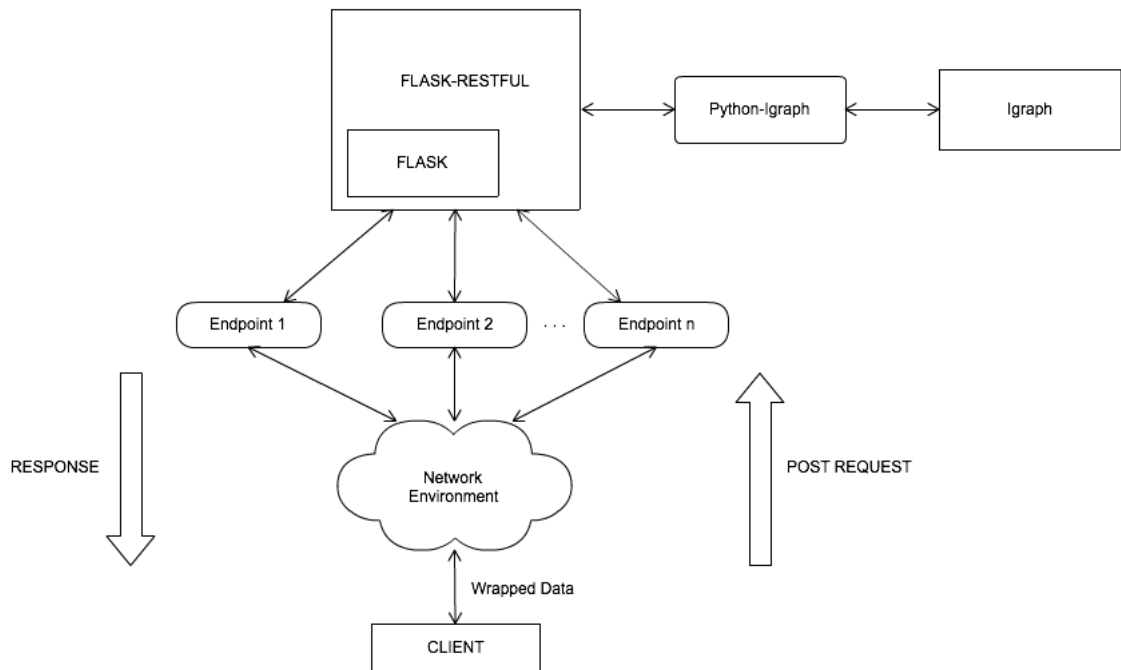 FLASK-RESTFUL
FLASK
Python-Igraph
Igraph
Endpoint 1
Endpoint 2
. . .
Endpoint n
RESPONSE
POST REQUEST
Network
Environment
Wrapped Data
CLIENT